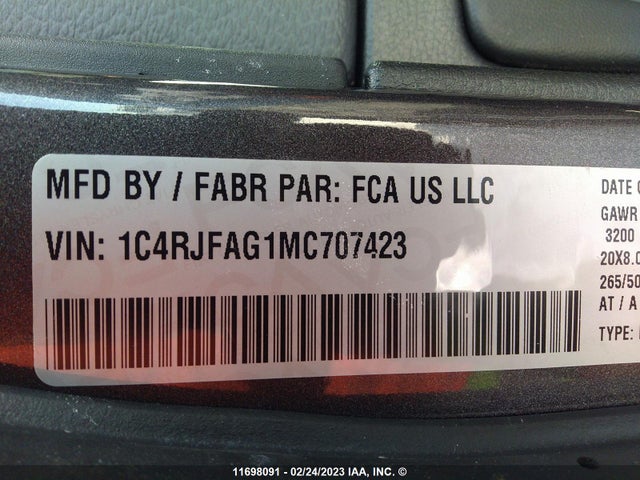 MFD BY / FABR PAR: FCA US LLC
VIN: 1C4RJFAG1MC707423
DATE O
GAWR
3200
20X8.0
265/50
AT / A
TYPE:
11698091 - 02/24/2023 IAA, INC. ©